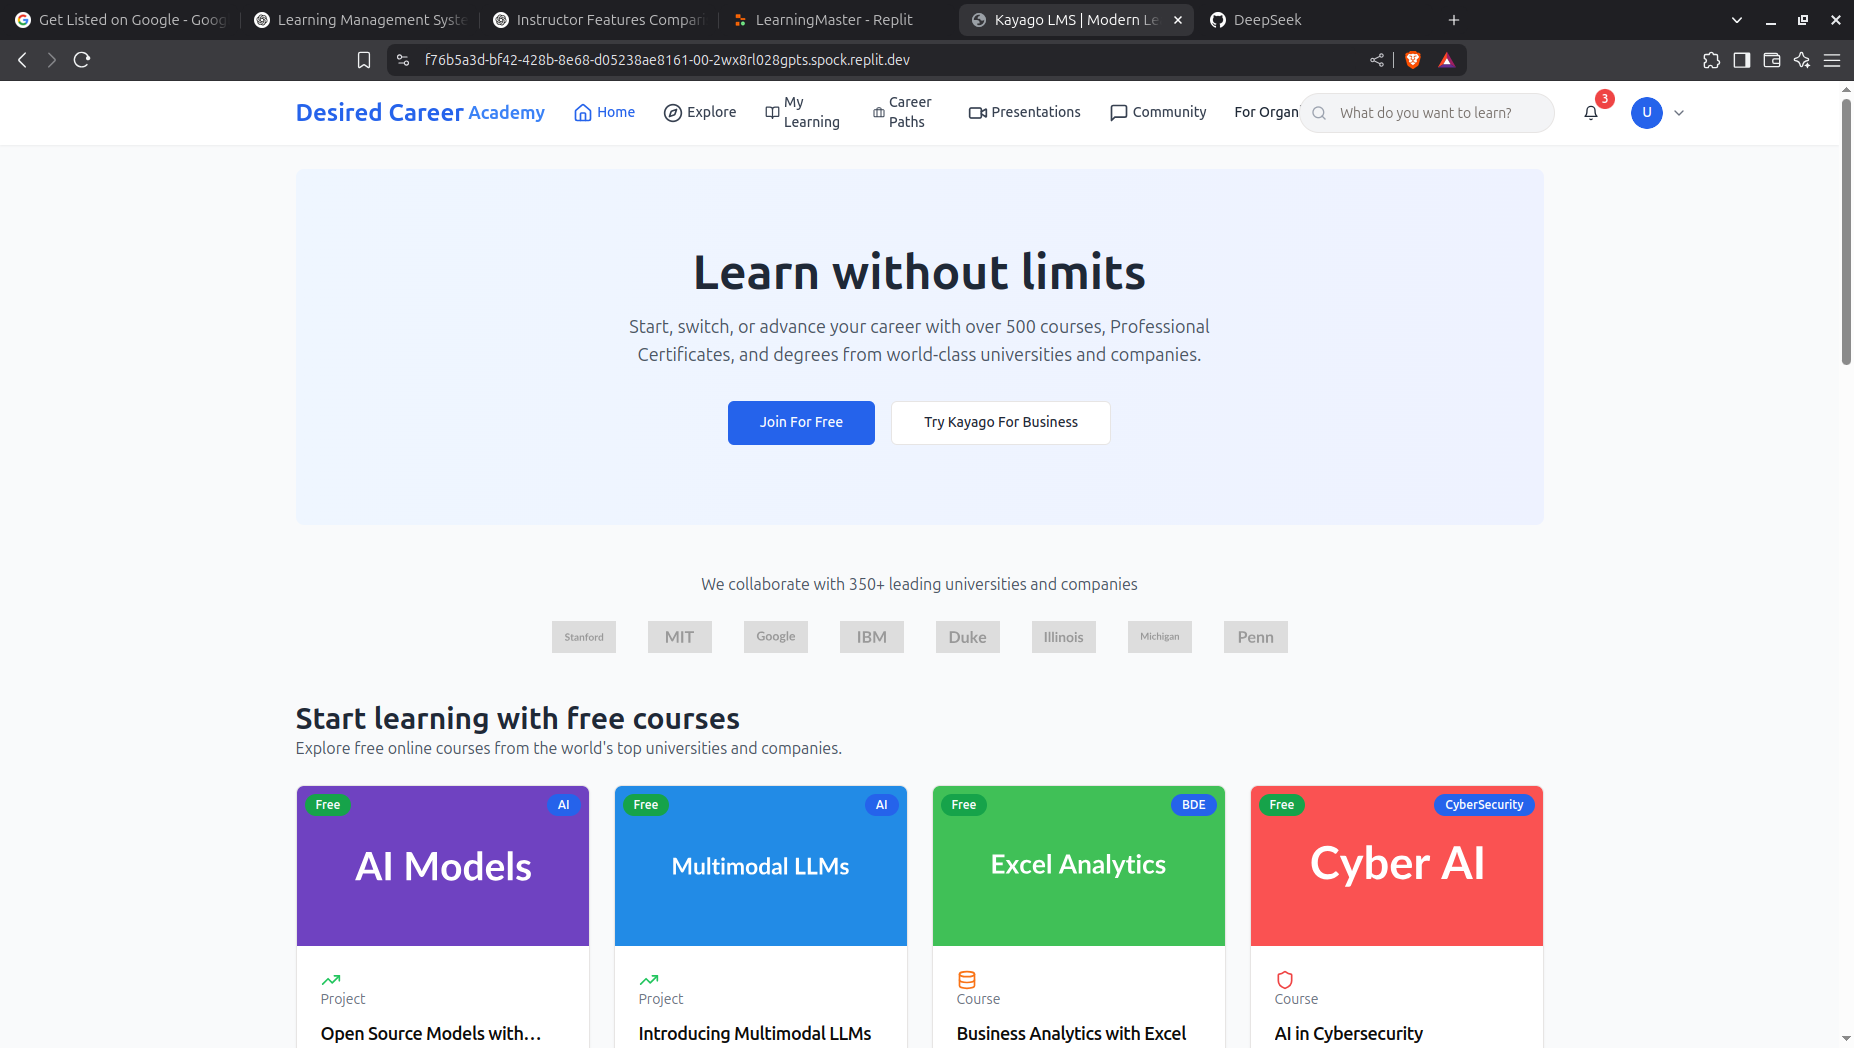 Get Listed on Google - Goog
Learning Management Syste
Instructor Features Compari
LearningMaster - Replit
Kayago LMS | Modern Le
DeepSeek
f76b5a3d-bf42-428b-8e68-d05238ae8161-00-2wx8rl028gpts.spock.replit.dev
Desired Career Academy
Home
Explore
My
Learning
Career
Paths
Presentations
Community
For Organi
What do you want to learn?
3
U
Learn without limits
Start, switch, or advance your career with over 500 courses, Professional
Certificates, and degrees from world-class universities and companies.
Join For Free
Try Kayago For Business
We collaborate with 350+ leading universities and companies
Stanford
MIT
Google
IBM
Duke
Illinois
Michigan
Penn
Start learning with free courses
Explore free online courses from the world's top universities and companies.
Free
AI
AI Models
Project
Open Source Models with...
Free
AI
Multimodal LLMs
Project
Introducing Multimodal LLMs
Free
BDE
Excel Analytics
Course
Business Analytics with Excel
Free
CyberSecurity
Cyber AI
Course
AI in Cybersecurity